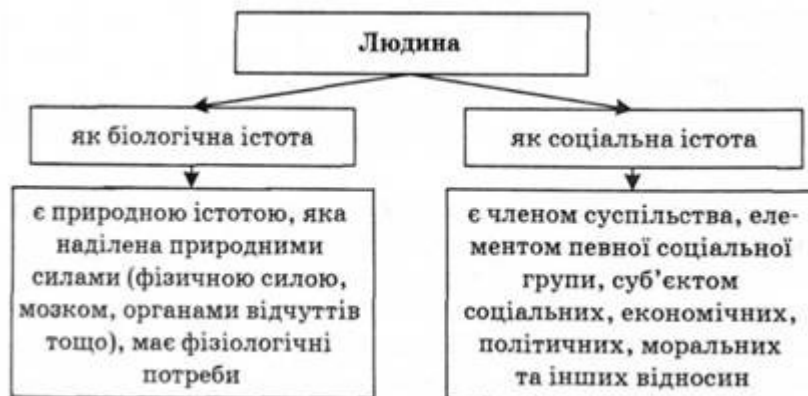 Людина
як біологічна істота
як соціальна істота
є природною істотою, яка
наділена природними
силами (фізичною силою,
мозком, органами відчуттів
тощо), має фізіологічні
потреби
є членом суспільства, еле-
ментом певної соціальної
групи, суб'єктом
соціальних, економічних,
політичних, моральних
та інших відносин